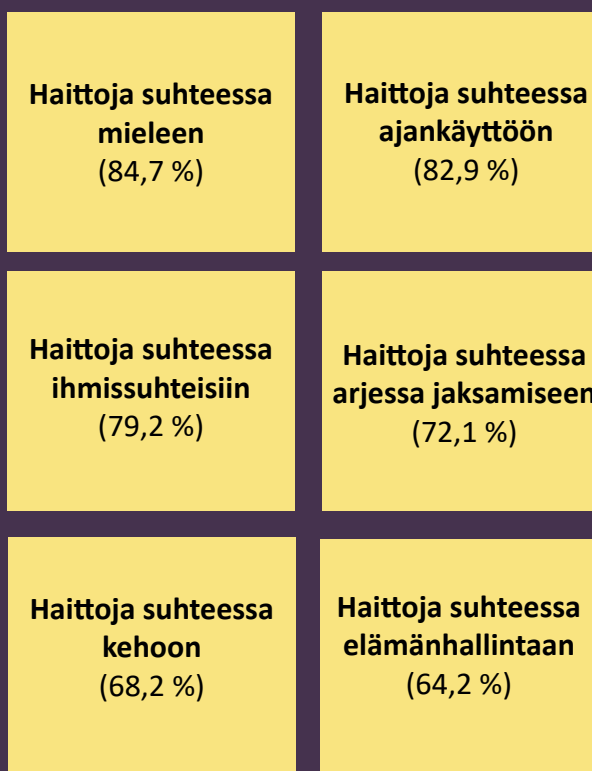 Haittoja suhteessa
mieleen
(84,7 %)
Haittoja suhteessa
ajankäyttöön
(82,9 %)
Haittoja suhteessa
ihmissuhteisiin
(79,2 %)
Haittoja suhteessa
arjessa jaksamiseen
(72,1 %)
Haittoja suhteessa
kehoon
(68,2 %)
Haittoja suhteessa
elämänhallintaan
(64,2 %)